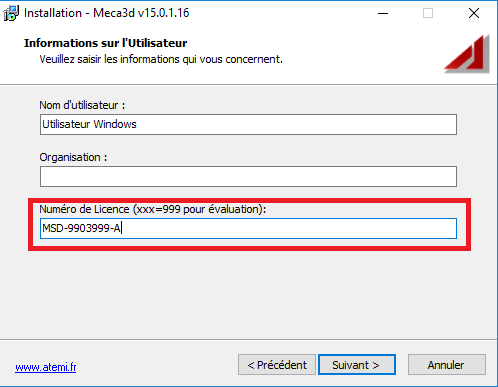 Installation - Meca3d v15.0.1.16
Informations sur l'Utilisateur
Veuillez saisir les informations qui vous concernent.
Nom d'utilisateur :
Utilisateur Windows
Organisation :
Numéro de Licence (xxx=999 pour évaluation):
MSD-9903999-A
www.atemi.fr
< Précédent
Suivant >
Annuler